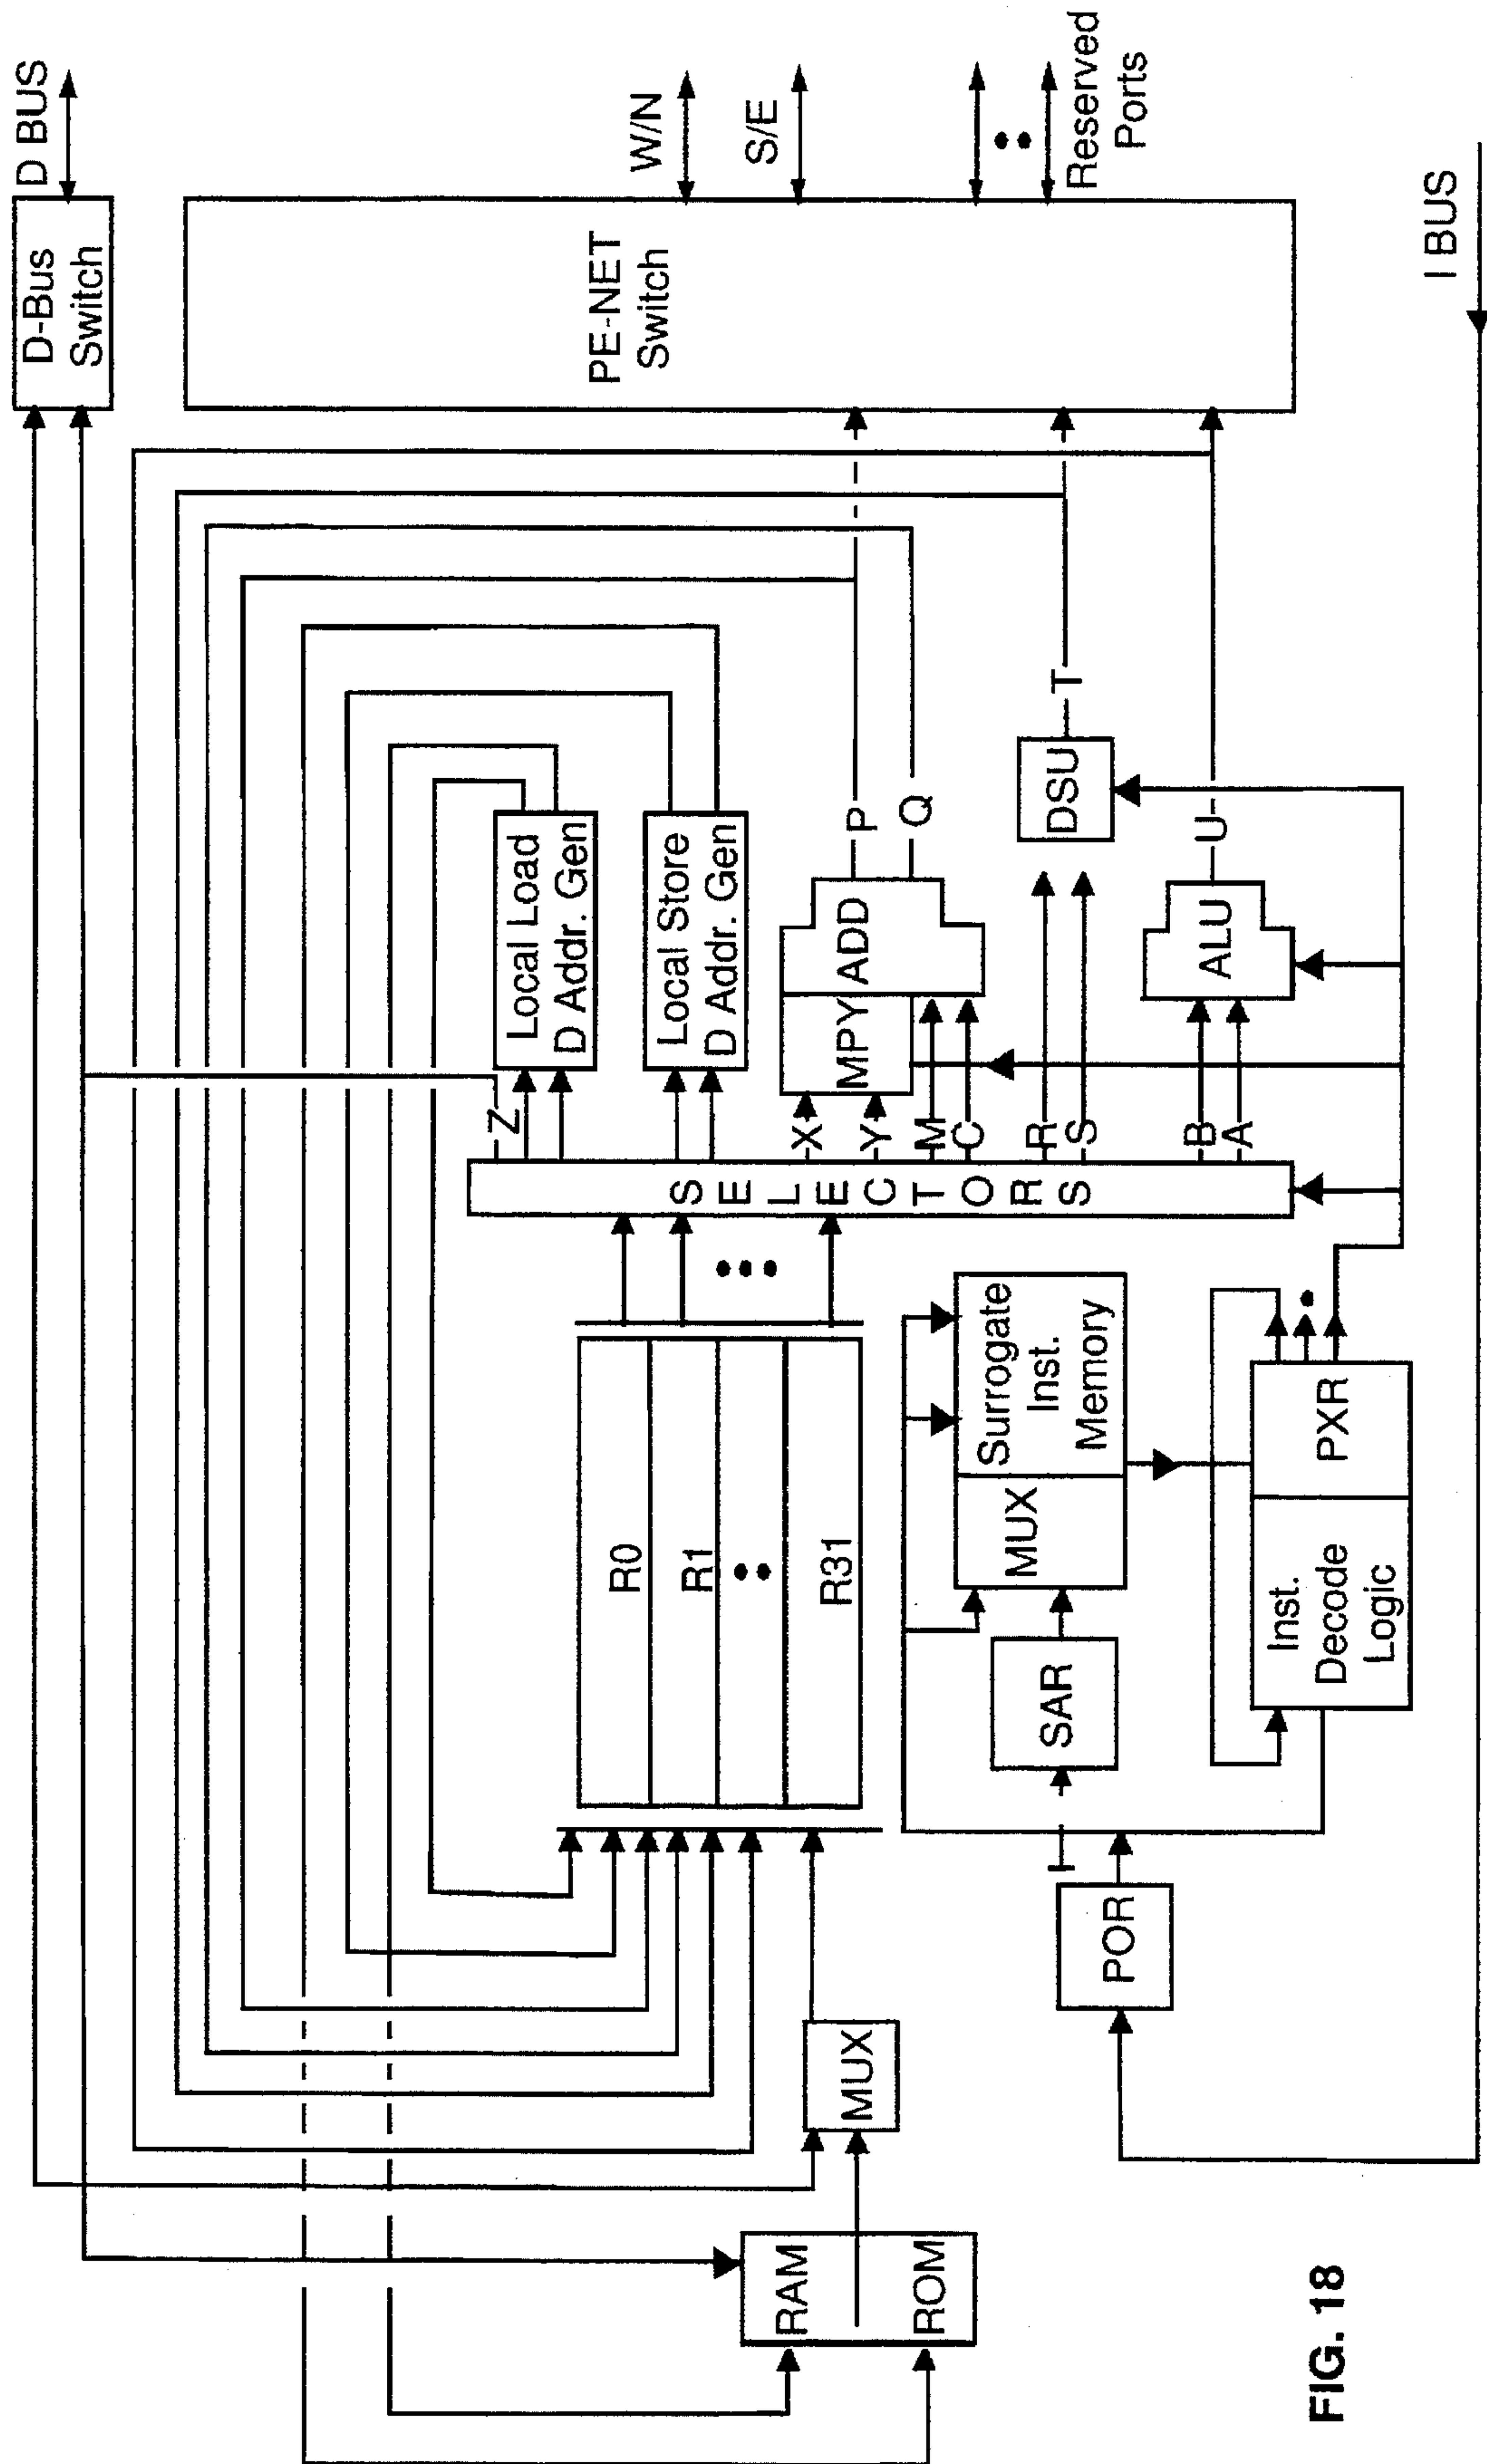 D BUS
D-Bus
Switch
W/N
S/E
Reserved
Ports
PE-NET
Switch
I BUS
Local Load
D Addr. Gen
Local Store
D Addr. Gen
Z
MPY
ADD
P
Q
X
Y
M
C
R
S
DSU
T
B
A
ALU
U
SELECTORS
R0
R1
R31
Surrogate
Inst.
Memory
MUX
SAR
I
POR
Inst.
Decode
Logic
PXR
MUX
RAM
ROM
FIG. 18